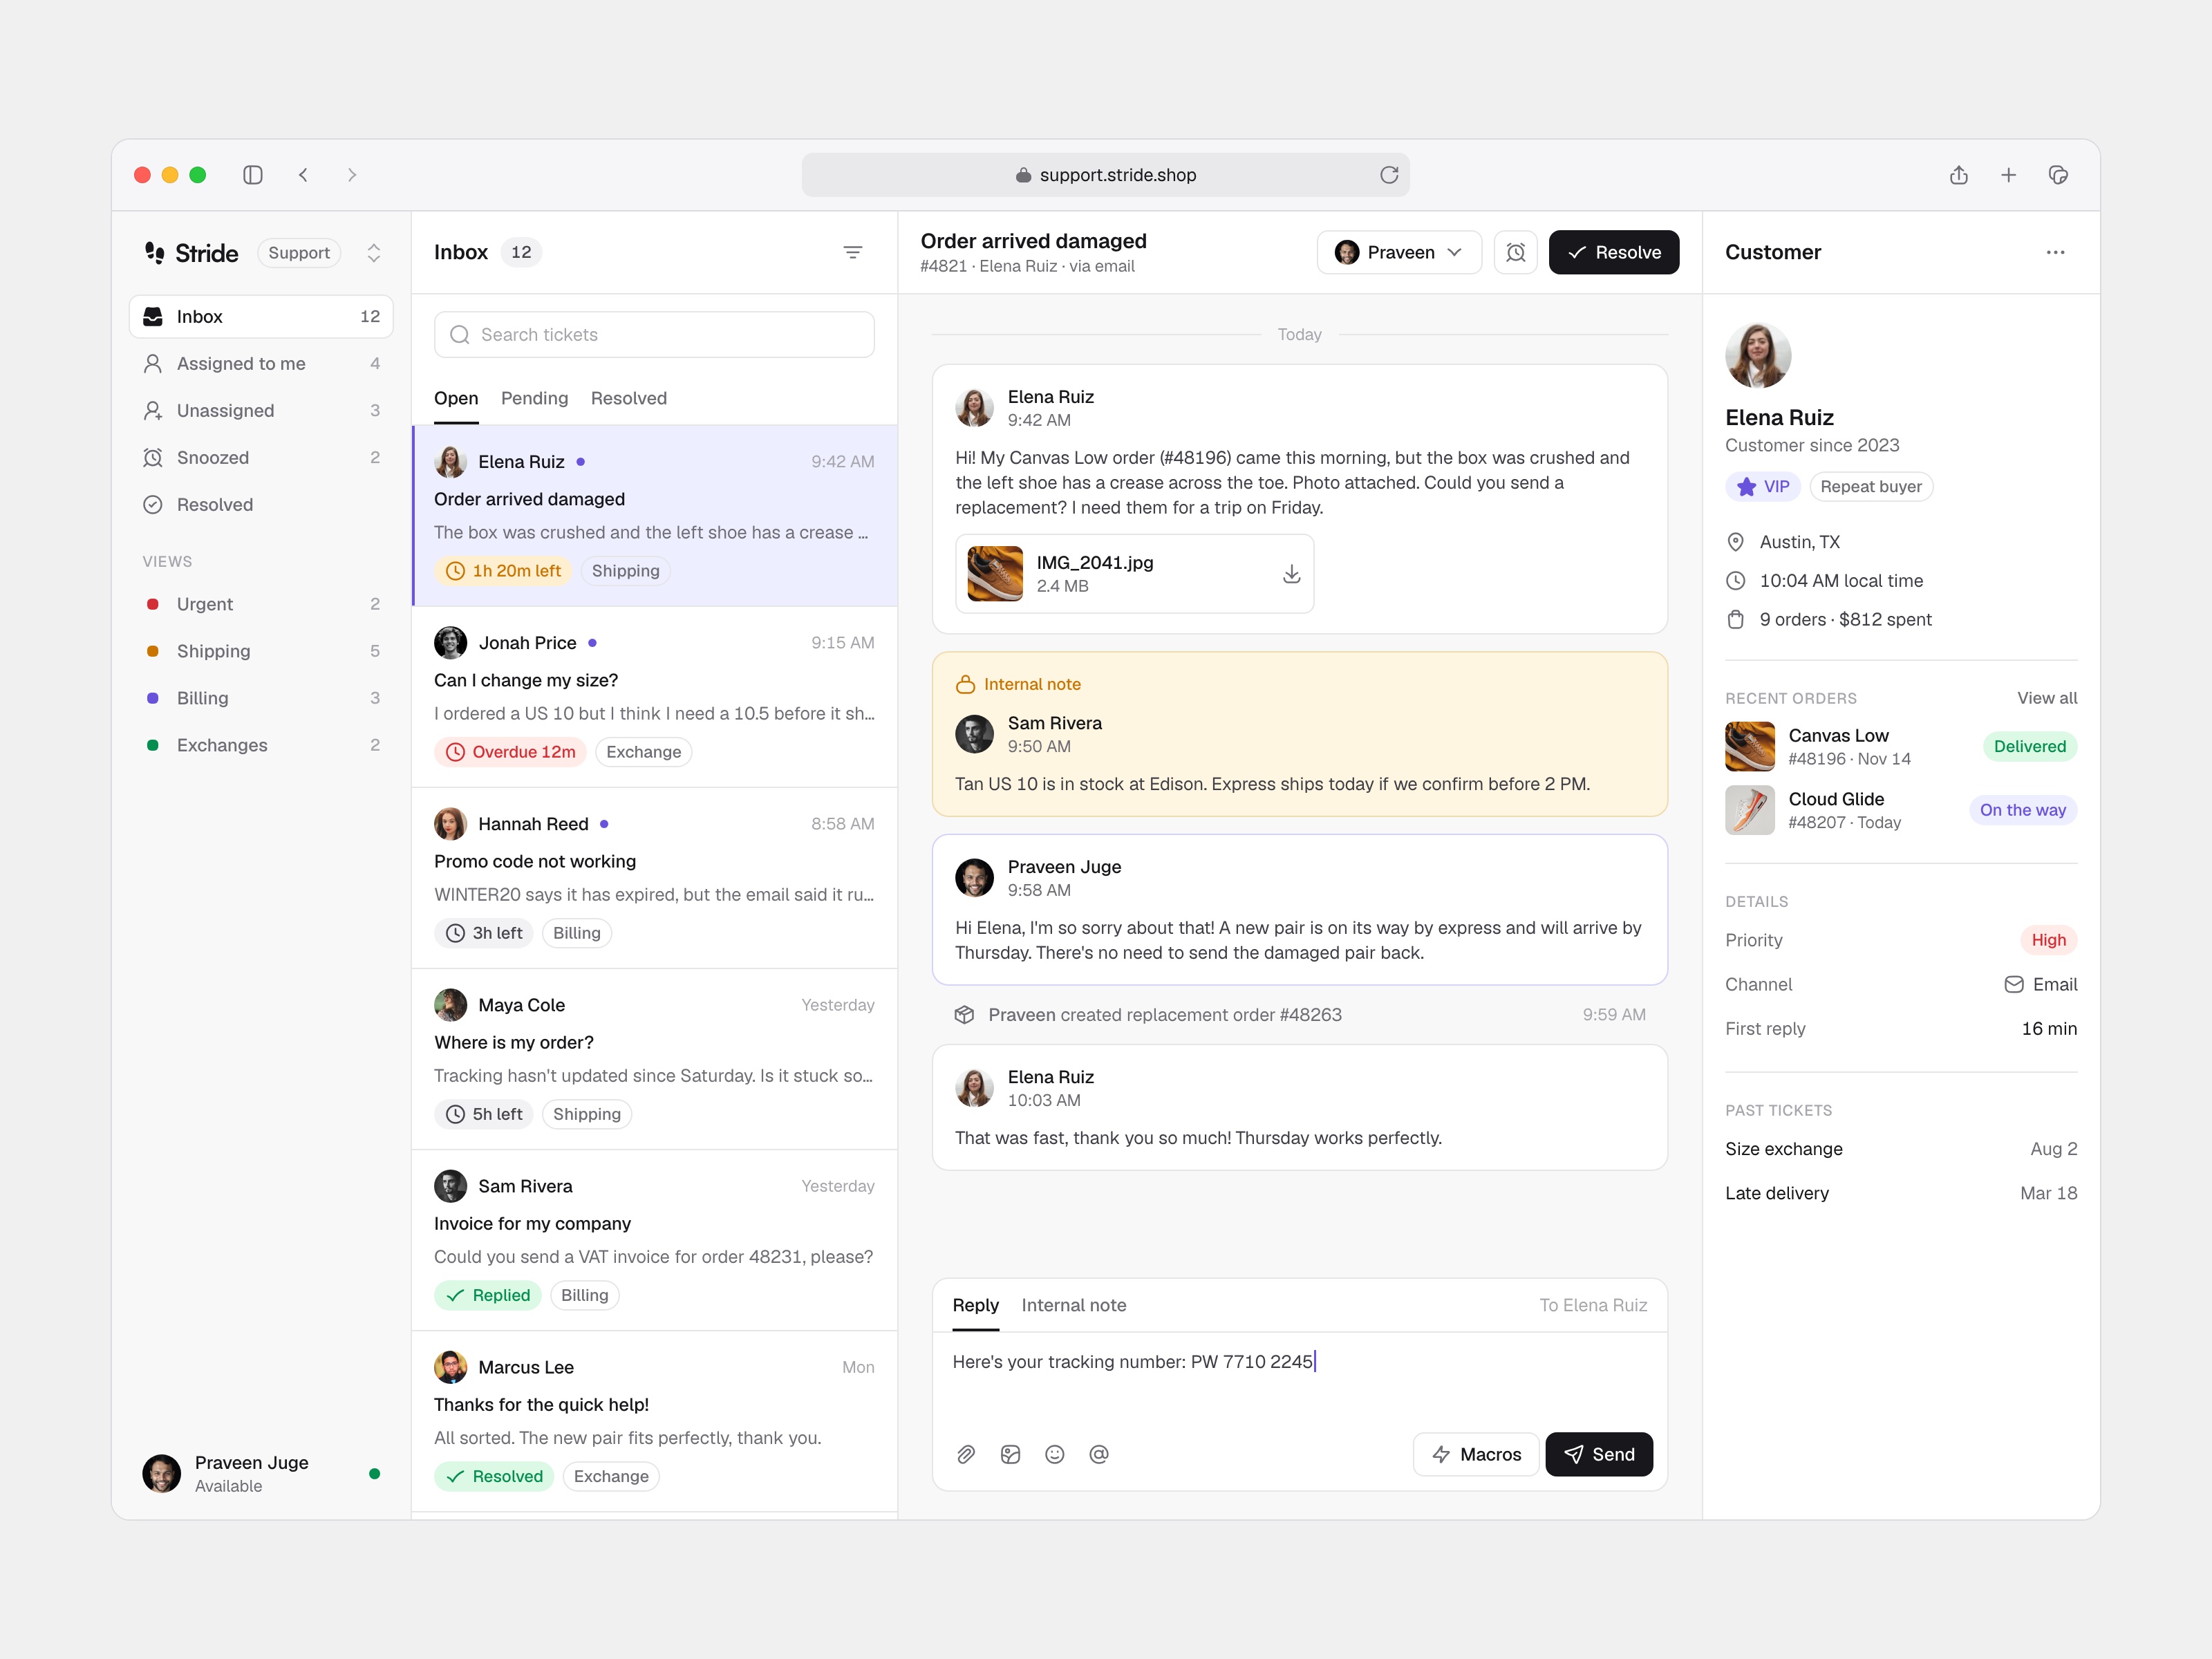 support.stride.shop
Stride
Support
Inbox 12
Assigned to me 4
Unassigned 3
Snoozed 2
Resolved
VIEWS
Urgent 2
Shipping 5
Billing 3
Exchanges 2
Praveen Juge
Available
Inbox 12
Search tickets
Open Pending Resolved
Elena Ruiz 9:42 AM
Order arrived damaged
The box was crushed and the left shoe has a crease ...
1h 20m left Shipping
Jonah Price 9:15 AM
Can I change my size?
I ordered a US 10 but I think I need a 10.5 before it sh...
Overdue 12m Exchange
Hannah Reed 8:58 AM
Promo code not working
WINTER20 says it has expired, but the email said it ru...
3h left Billing
Maya Cole Yesterday
Where is my order?
Tracking hasn't updated since Saturday. Is it stuck so...
5h left Shipping
Sam Rivera Yesterday
Invoice for my company
Could you send a VAT invoice for order 48231, please?
Replied Billing
Marcus Lee Mon
Thanks for the quick help!
All sorted. The new pair fits perfectly, thank you.
Resolved Exchange
Order arrived damaged
#4821 · Elena Ruiz · via email
Praveen
Resolve
Today
Elena Ruiz
9:42 AM
Hi! My Canvas Low order (#48196) came this morning, but the box was crushed and
the left shoe has a crease across the toe. Photo attached. Could you send a
replacement? I need them for a trip on Friday.
IMG_2041.jpg
2.4 MB
Internal note
Sam Rivera
9:50 AM
Tan US 10 is in stock at Edison. Express ships today if we confirm before 2 PM.
Praveen Juge
9:58 AM
Hi Elena, I'm so sorry about that! A new pair is on its way by express and will arrive by
Thursday. There's no need to send the damaged pair back.
Praveen created replacement order #48263 9:59 AM
Elena Ruiz
10:03 AM
That was fast, thank you so much! Thursday works perfectly.
Reply Internal note To Elena Ruiz
Here's your tracking number: PW 7710 2245
Macros
Send
Customer
Elena Ruiz
Customer since 2023
VIP Repeat buyer
Austin, TX
10:04 AM local time
9 orders · $812 spent
RECENT ORDERS View all
Canvas Low
#48196 · Nov 14
Delivered
Cloud Glide
#48207 · Today
On the way
DETAILS
Priority High
Channel Email
First reply 16 min
PAST TICKETS
Size exchange Aug 2
Late delivery Mar 18